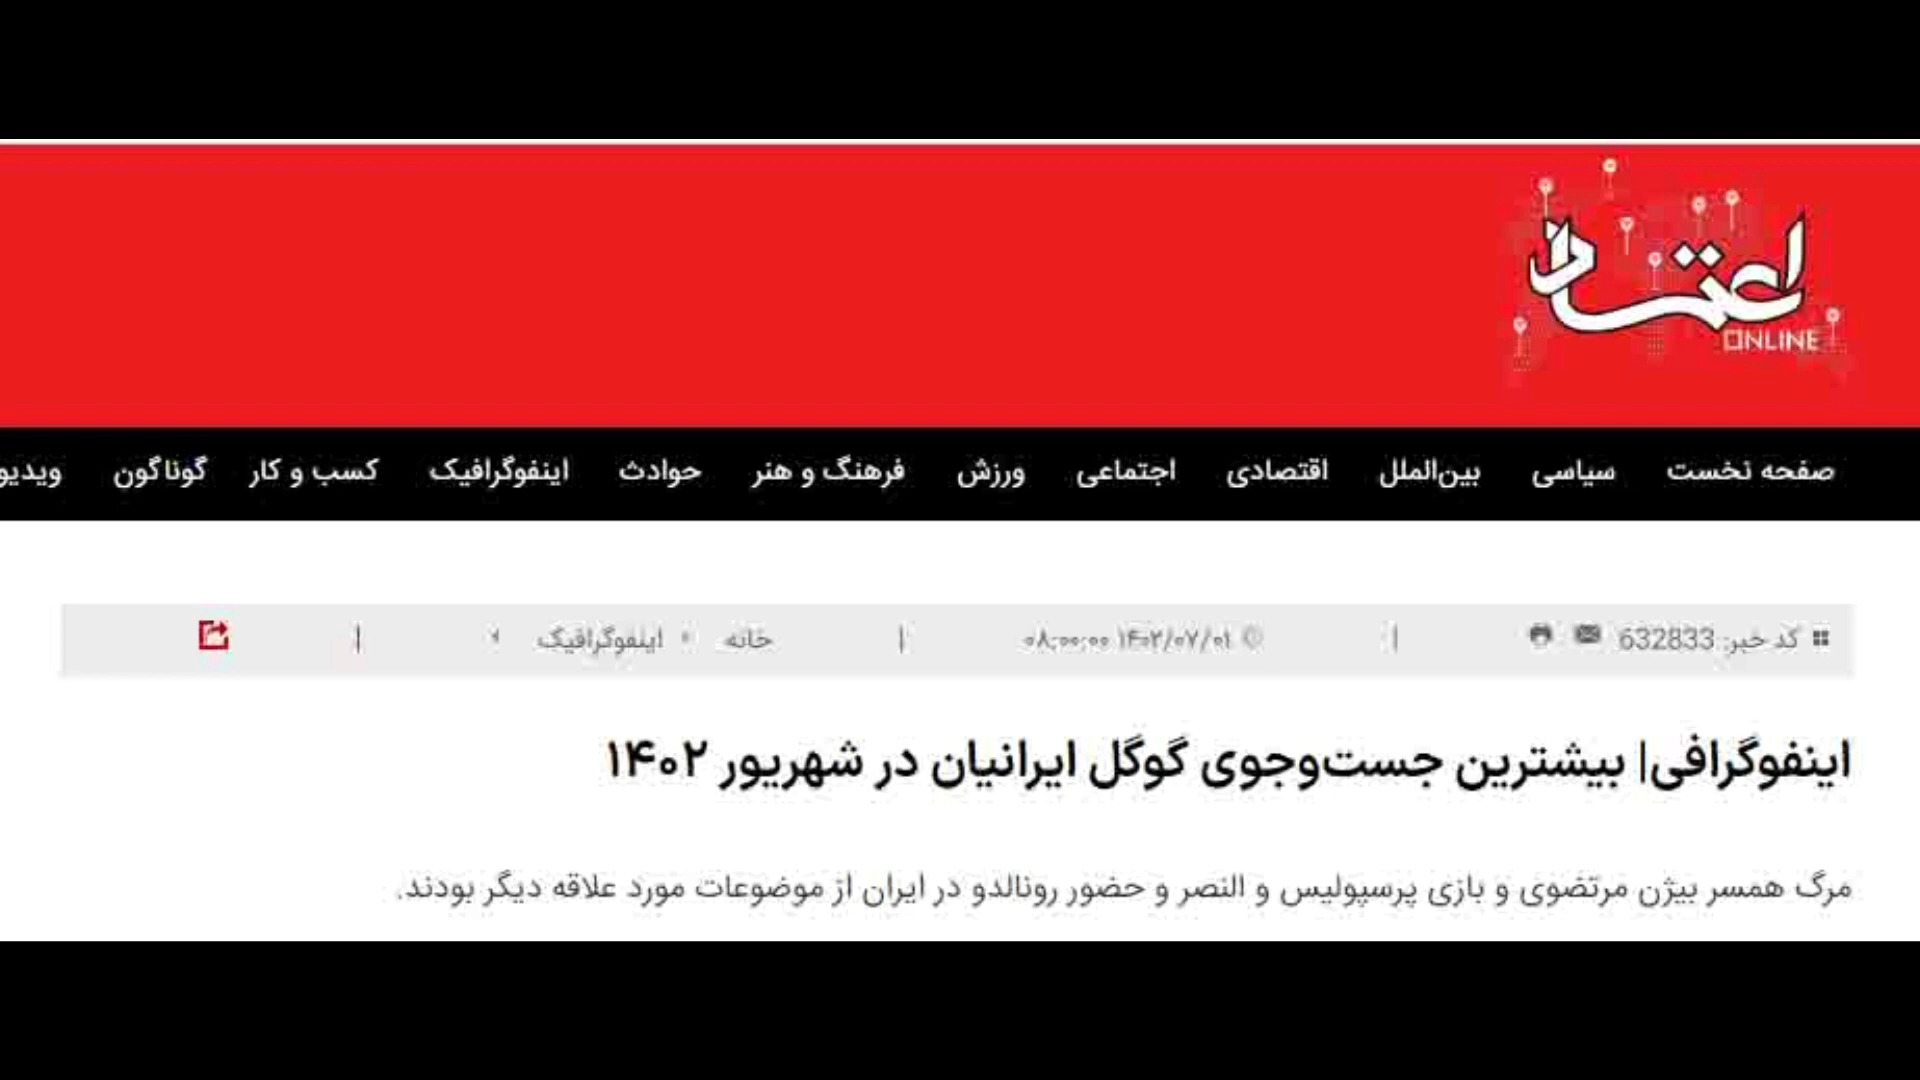 اعتماد
ONLINE
صفحه نخست سیاسی بین‌الملل اقتصادی اجتماعی ورزش فرهنگ و هنر حوادث اینفوگرافیک کسب و کار گوناگون ویدیو
کد خبر: 632833 | ۱۴۰۲/۰۷/۰۱ ۰۸:۰۰:۰۰ | خانه اینفوگرافیک |
اینفوگرافی| بیشترین جست‌وجوی گوگل ایرانیان در شهریور ۱۴۰۲
مرگ همسر بیژن مرتضوی و بازی پرسپولیس و النصر و حضور رونالدو در ایران از موضوعات مورد علاقه دیگر بودند.